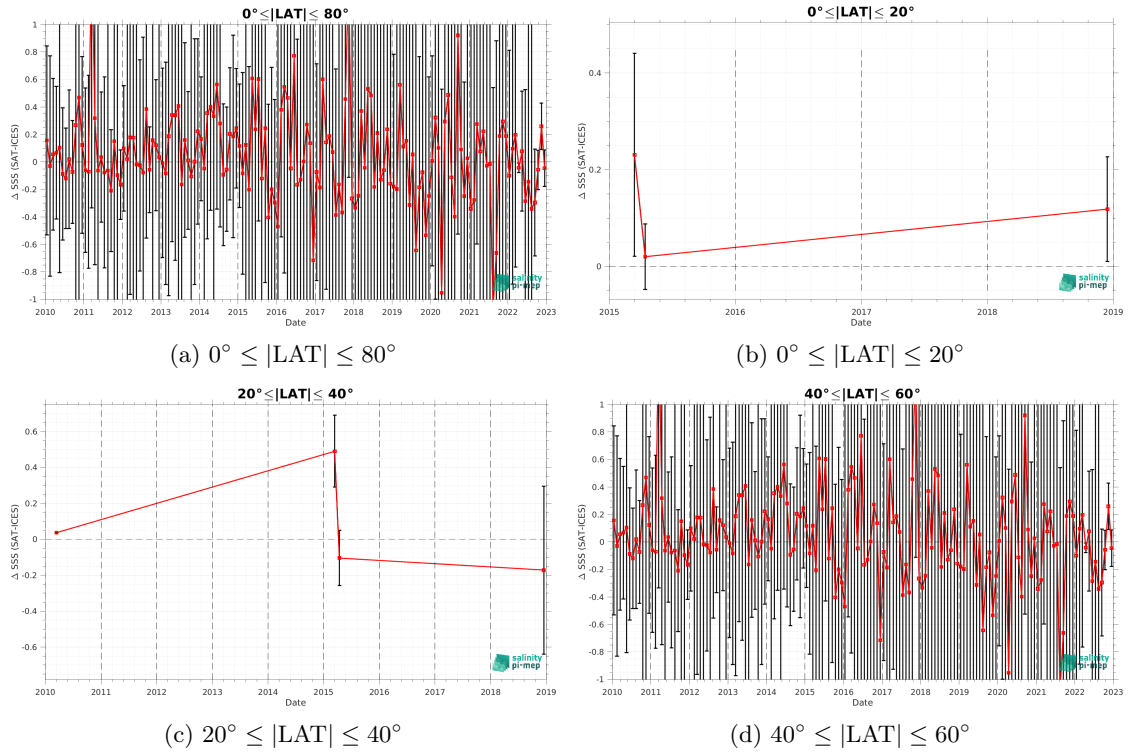 0°≤|LAT|≤ 80°
1
0.8
0.6
0.4
0.2
0
-0.2
-0.4
-0.6
-0.8
-1
Δ SSS (SAT-ICES)
2010 2011 2012 2013 2014 2015 2016 2017 2018 2019 2020 2021 2022 2023
Date
salinity
pi-mep
(a) 0° ≤ |LAT| ≤ 80°
0°≤|LAT|≤ 20°
0.4
0.2
0
Δ SSS (SAT-ICES)
2015 2016 2017 2018 2019
Date
salinity
pi-mep
(b) 0° ≤ |LAT| ≤ 20°
20°≤|LAT|≤ 40°
0.6
0.4
0.2
0
-0.2
-0.4
-0.6
Δ SSS (SAT-ICES)
2010 2011 2012 2013 2014 2015 2016 2017 2018 2019
Date
salinity
pi-mep
(c) 20° ≤ |LAT| ≤ 40°
40°≤|LAT|≤ 60°
1
0.8
0.6
0.4
0.2
0
-0.2
-0.4
-0.6
-0.8
-1
Δ SSS (SAT-ICES)
2010 2011 2012 2013 2014 2015 2016 2017 2018 2019 2020 2021 2022 2023
Date
salinity
pi-mep
(d) 40° ≤ |LAT| ≤ 60°